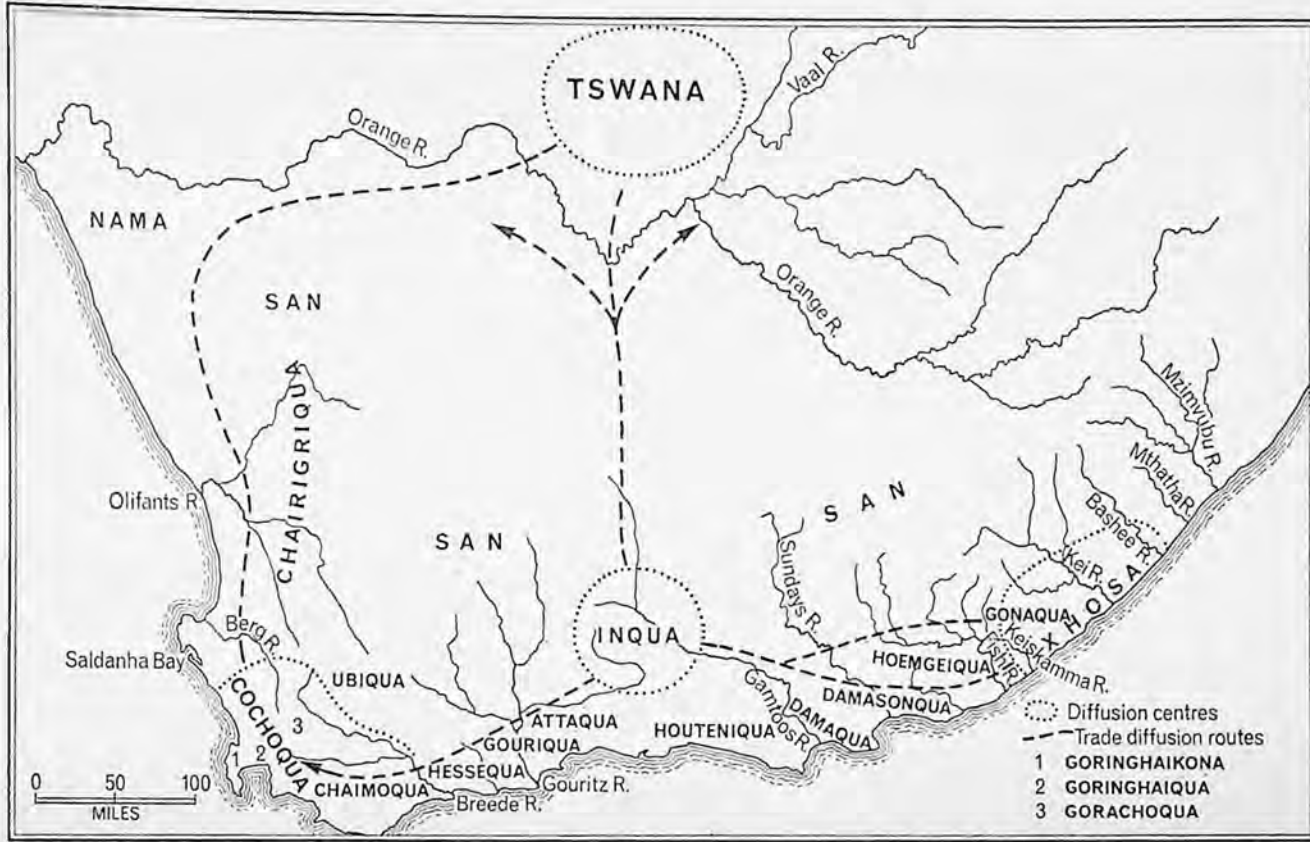 TSWANA
Vaal R.
Orange R.
NAMA
SAN
Orange R.
Mzimvubu R.
CHAIRIGRIQUA
Mthatha R.
Olifants R.
SAN
SAN
Bashee R.
Sundays R.
Kei R.
XHOSA
GONAQUA
Berg R.
INQUA
Keiskamma R.
Saldanha Bay
HOEMGEIQUA
Fish R.
UBIQUA
COCHOQUA
DAMASONQUA
Gamtoos R.
DAMAQUA
Diffusion centres
3
ATTAQUA
HOUTENIQUA
Trade diffusion routes
GOURIQUA
1
2
HESSEQUA
1 GORINGHAIKONA
0 50 100
CHAIMOQUA
Gouritz R.
2 GORINGHAIQUA
MILES
Breede R.
3 GORACHOQUA